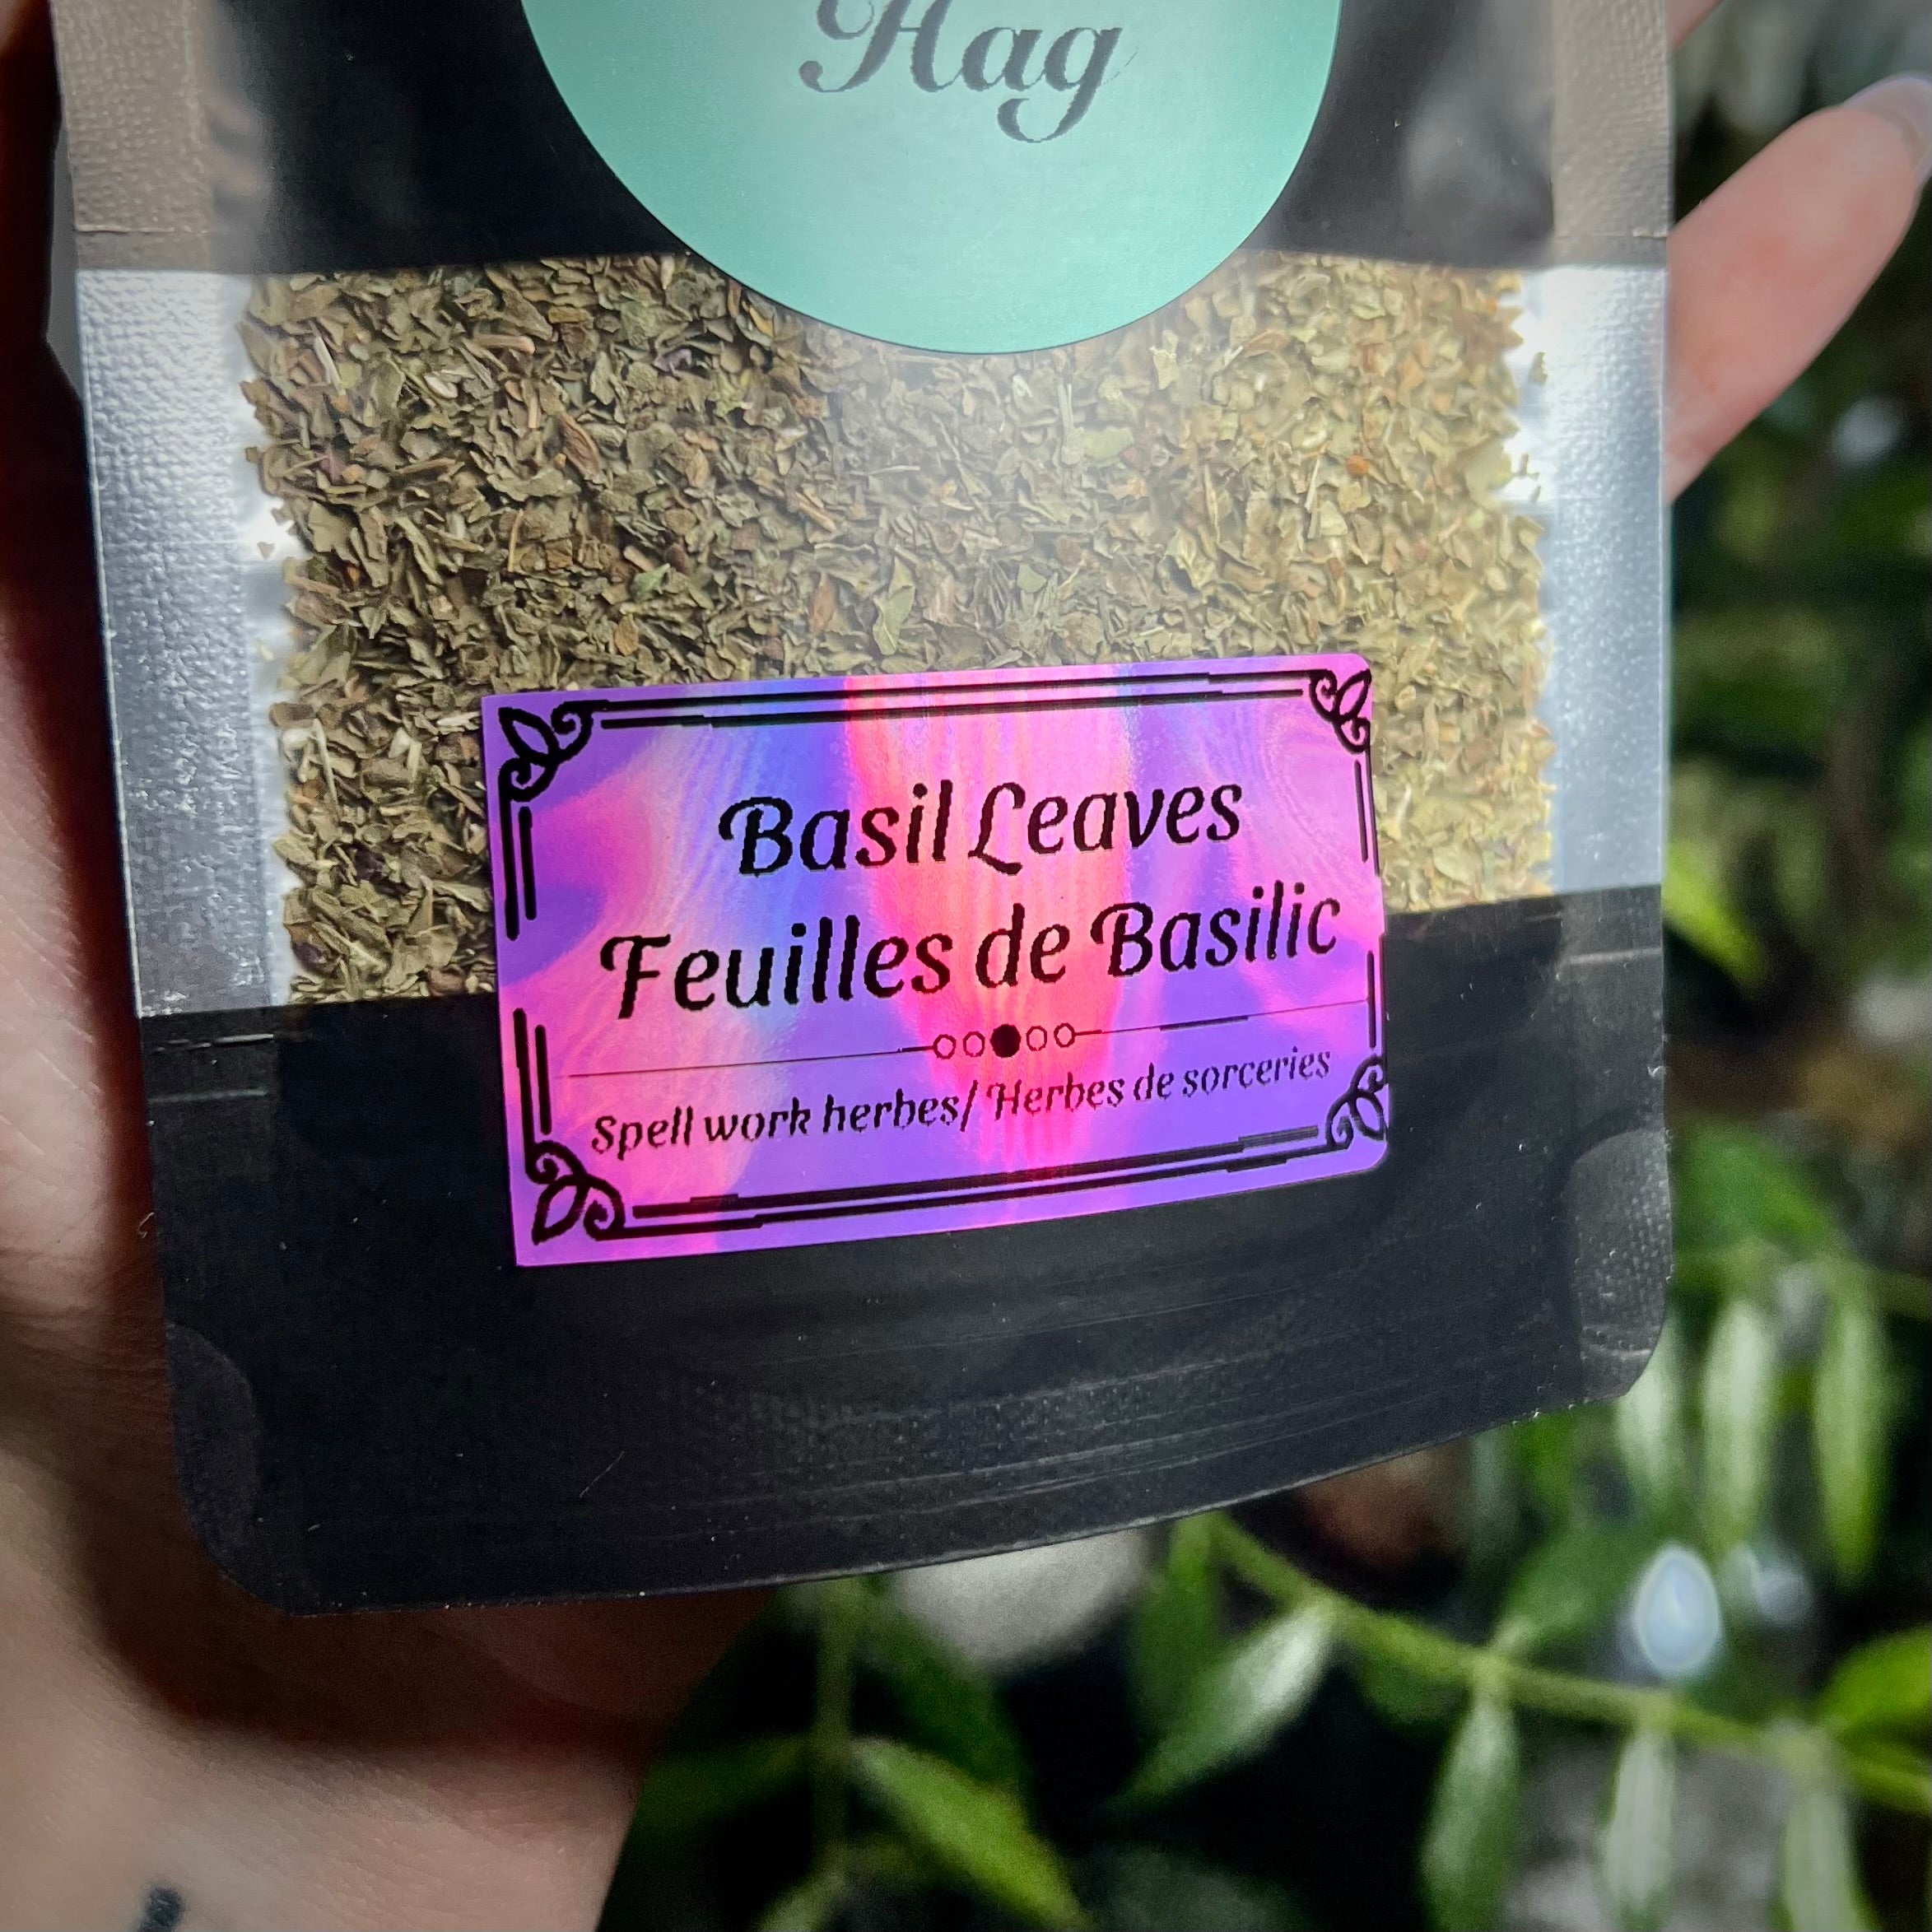 Hag
Basil Leaves
Feuilles de Basilic
Spell work herbes/ Herbes de sorceries